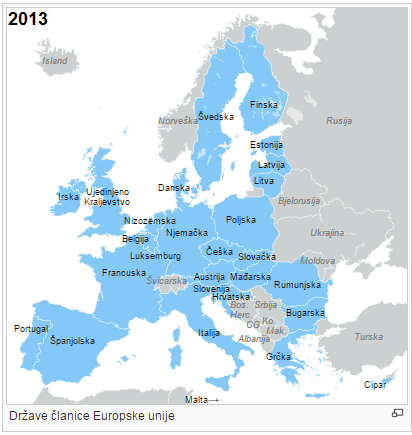 2013
Island
Finska
Švedska
Norveška
Rusija
Estonija
Latvija
Litva
Danska
Irska
Ujedinjeno
Kraljevstvo
Bjelorusija
Nizozemska
Poljska
Belgija
Njemačka
Ukrajina
Luksemburg
Češka
Slovačka
Moldova
Francuska
Švicarska
Austrija
Mađarska
Slovenija
Rumunjska
Hrvatska
Bos.
Herc.
Srbija
Bugarska
CG
Ko
Mak.
Portugal
Španjolska
Italija
Albanija
Turska
Grčka
Cipar
Malta→
Države članice Europske unije